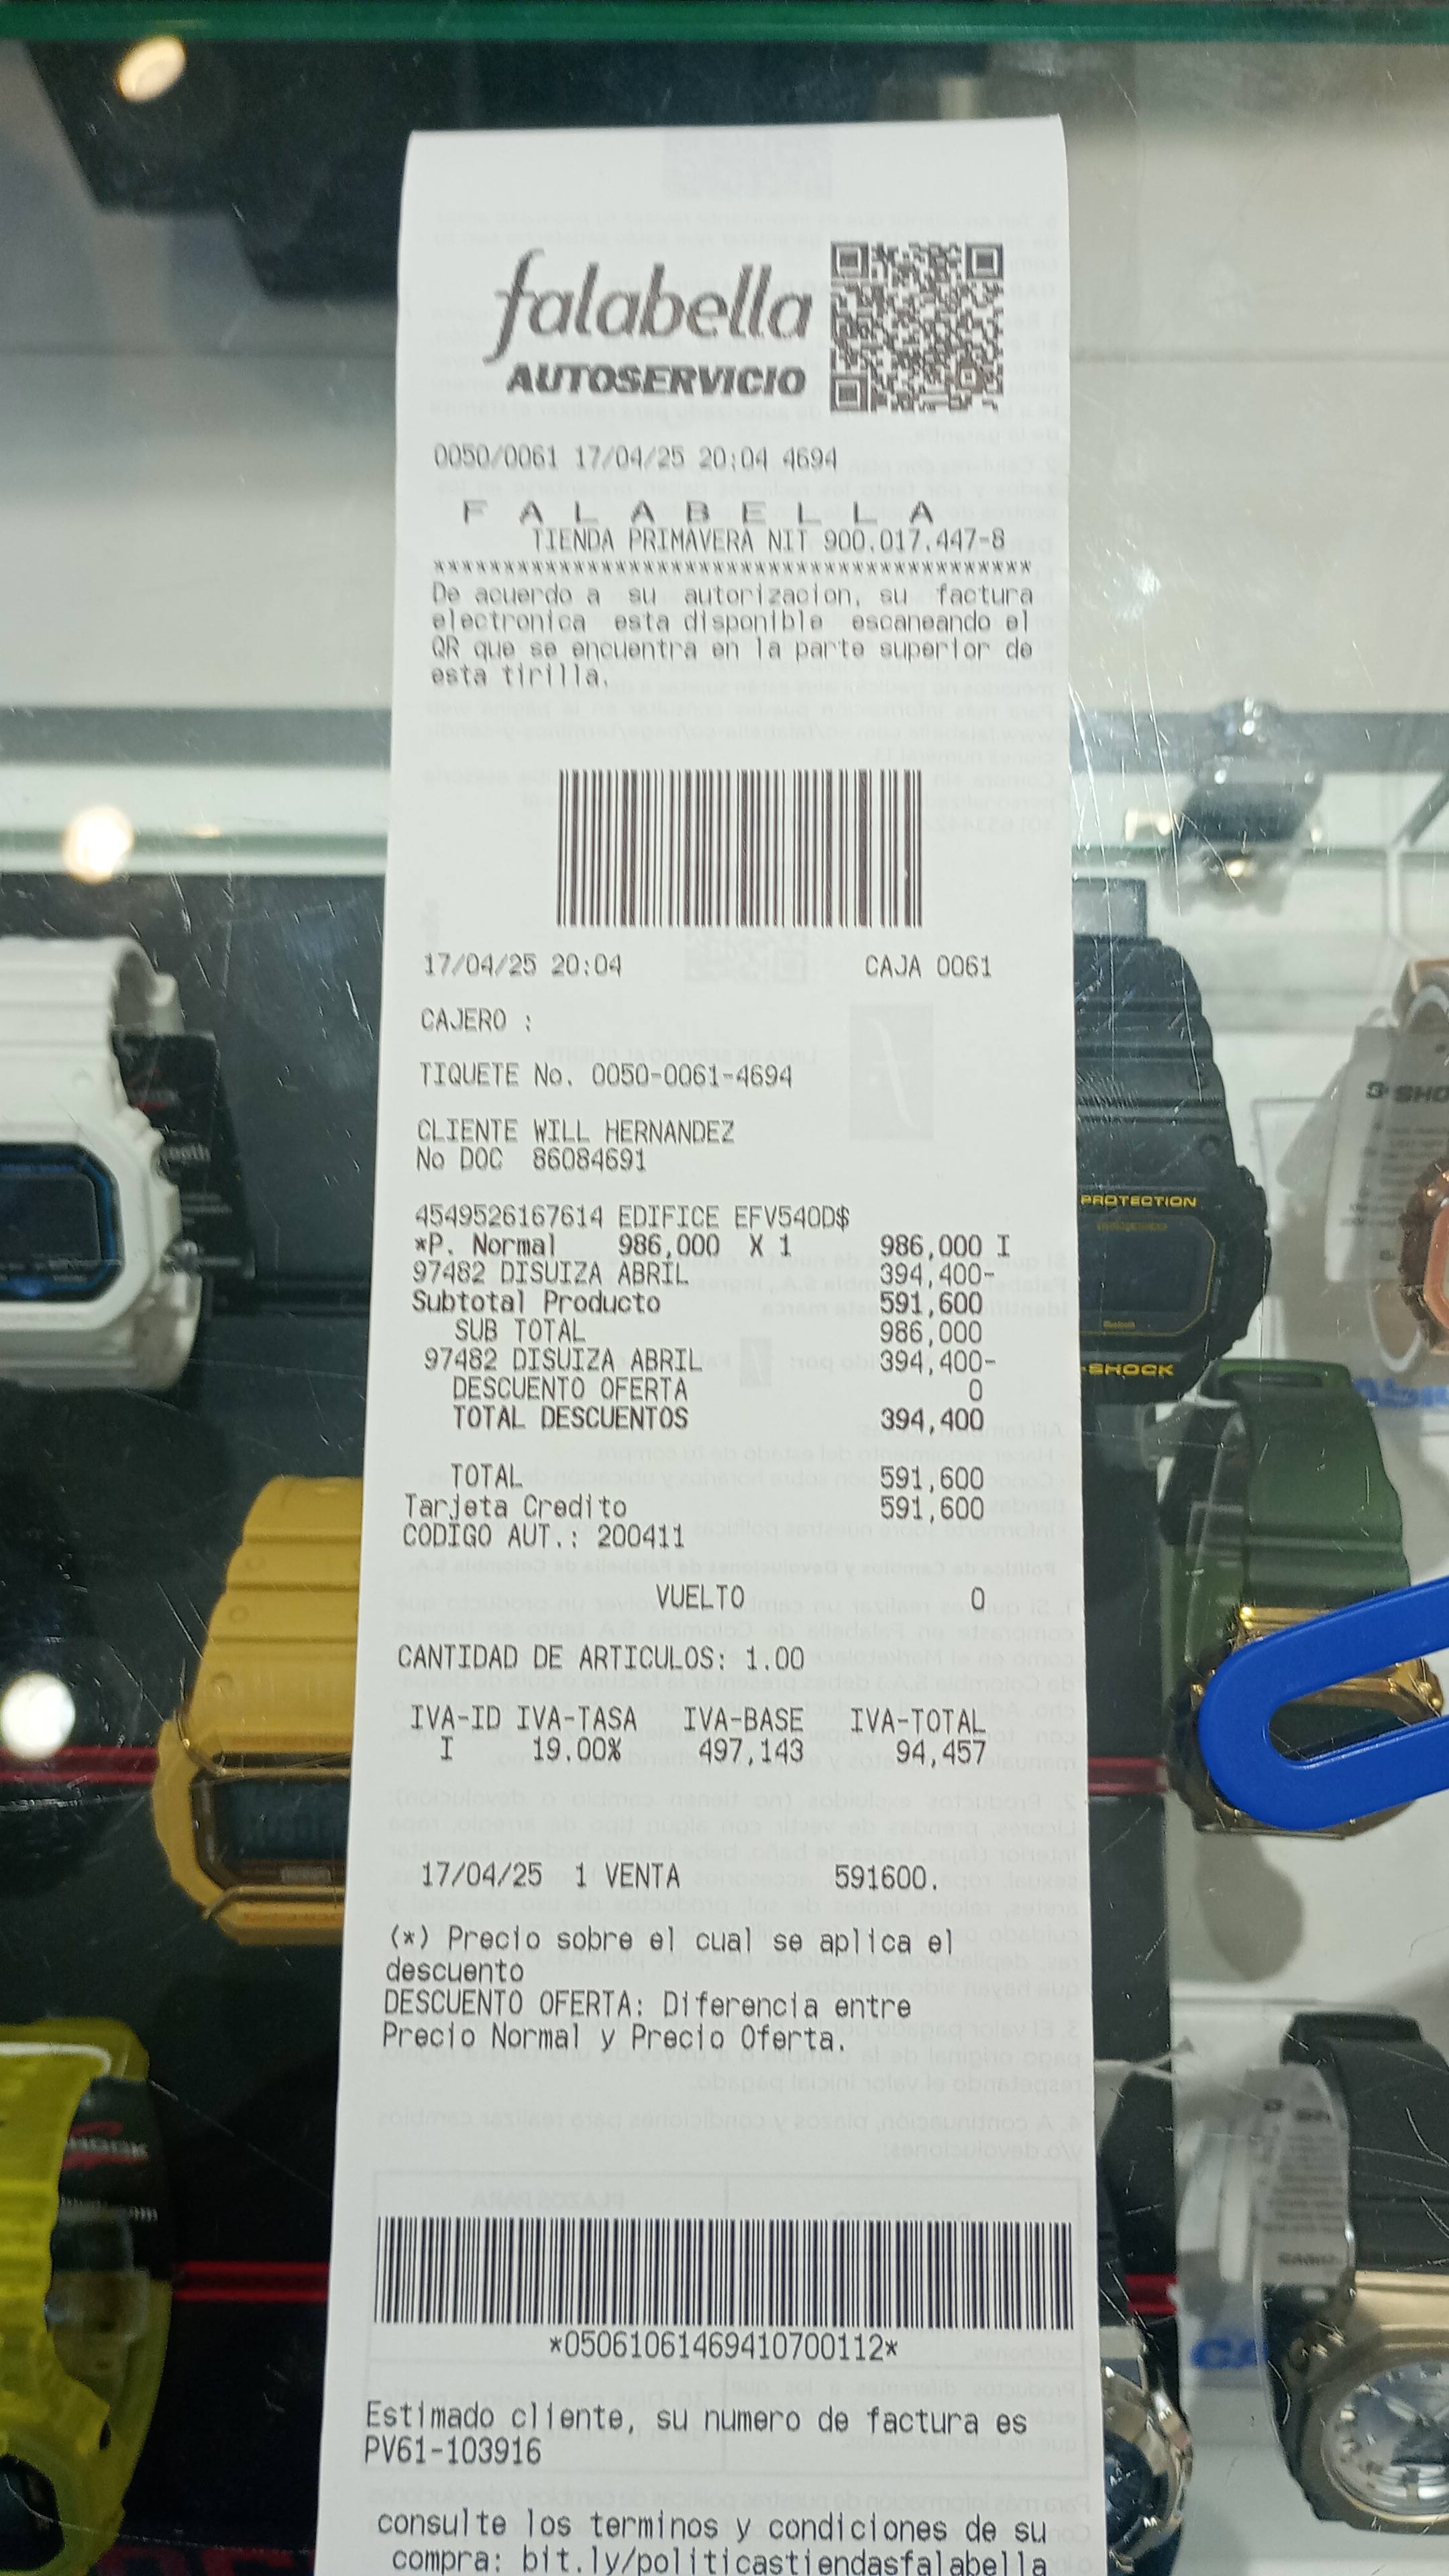 falabella
AUTOSERVICIO
0050/0061 17/04/25 20:04 4694
F A L A B E L L A
TIENDA PRIMAVERA NIT 900.017.447-8
*******************************************
De acuerdo a su autorizacion, su factura
electronica esta disponible escaneando el
QR que se encuentra en la parte superior de
esta tirilla.
17/04/25 20:04 CAJA 0061
CAJERO :
TIQUETE No. 0050-0061-4694
CLIENTE WILL HERNANDEZ
No DOC 86084691
4549526167614 EDIFICE EFV540D$
*P. Normal 986,000 X 1 986,000 I
97482 DISUIZA ABRIL 394,400-
Subtotal Producto 591,600
SUB TOTAL 986,000
97482 DISUIZA ABRIL 394,400-
DESCUENTO OFERTA 0
TOTAL DESCUENTOS 394,400
TOTAL 591,600
Tarjeta Credito 591,600
CODIGO AUT.: 200411
VUELTO 0
CANTIDAD DE ARTICULOS: 1.00
IVA-ID IVA-TASA IVA-BASE IVA-TOTAL
I 19.00% 497,143 94,457
17/04/25 1 VENTA 591600.
(*) Precio sobre el cual se aplica el
descuento
DESCUENTO OFERTA: Diferencia entre
Precio Normal y Precio Oferta.
*05061061469410700112*
Estimado cliente, su numero de factura es
PV61-103916
consulte los terminos y condiciones de su
compra: bit.ly/politicastiendasfalabella
PROTECTION
-SHOCK